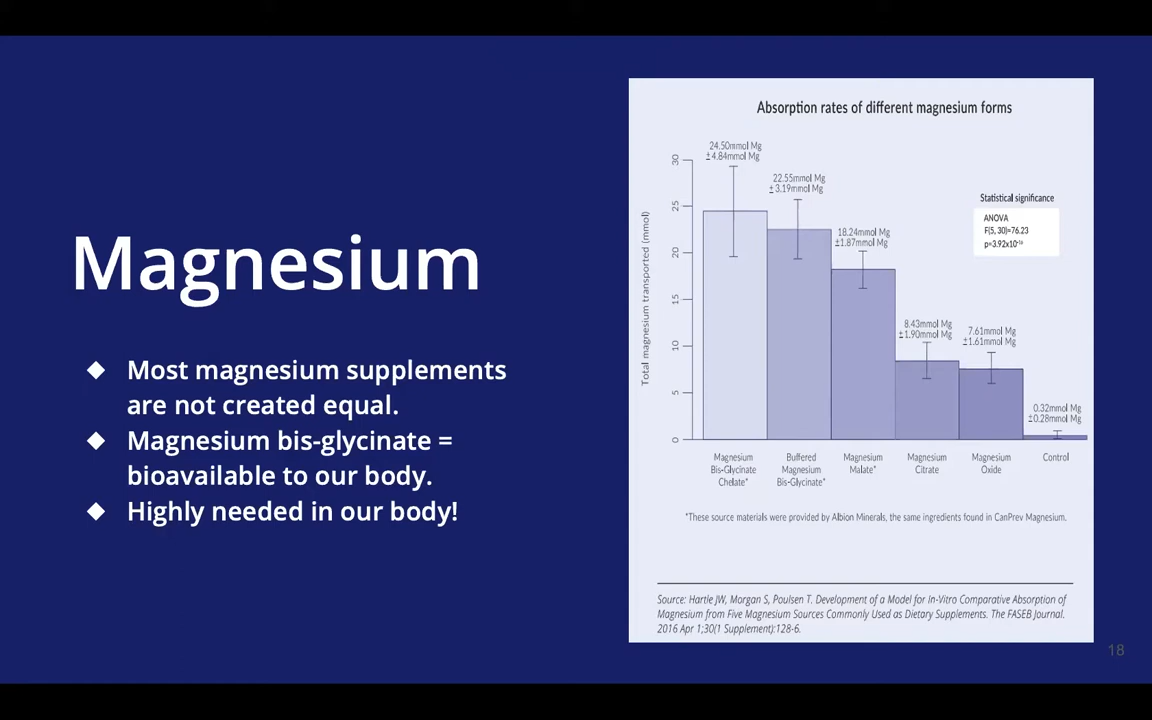 Magnesium
◆ Most magnesium supplements
are not created equal.
◆ Magnesium bis-glycinate =
bioavailable to our body.
◆ Highly needed in our body!
Absorption rates of different magnesium forms
Total magnesium transported (mmol)
30
25
20
15
10
5
0
24.50mmol Mg
±4.84mmol Mg
22.55mmol Mg
±3.19mmol Mg
18.24mmol Mg
±1.87mmol Mg
8.43mmol Mg
±1.90mmol Mg
7.61mmol Mg
±1.61mmol Mg
0.32mmol Mg
±0.28mmol Mg
Statistical significance
ANOVA
F(5, 30)=76.23
Magnesium
Bis-Glycinate
Chelate*
Buffered
Magnesium
Bis-Glycinate*
Magnesium
Malate*
Magnesium
Citrate
Magnesium
Oxide
Control
*These source materials were provided by Albion Minerals, the same ingredients found in CanPrev Magnesium.
Source: Hartle JW, Morgan S, Poulsen T. Development of a Model for In-Vitro Comparative Absorption of
Magnesium from Five Magnesium Sources Commonly Used as Dietary Supplements. The FASEB Journal.
2016 Apr 1;30(1 Supplement):128-6.
18